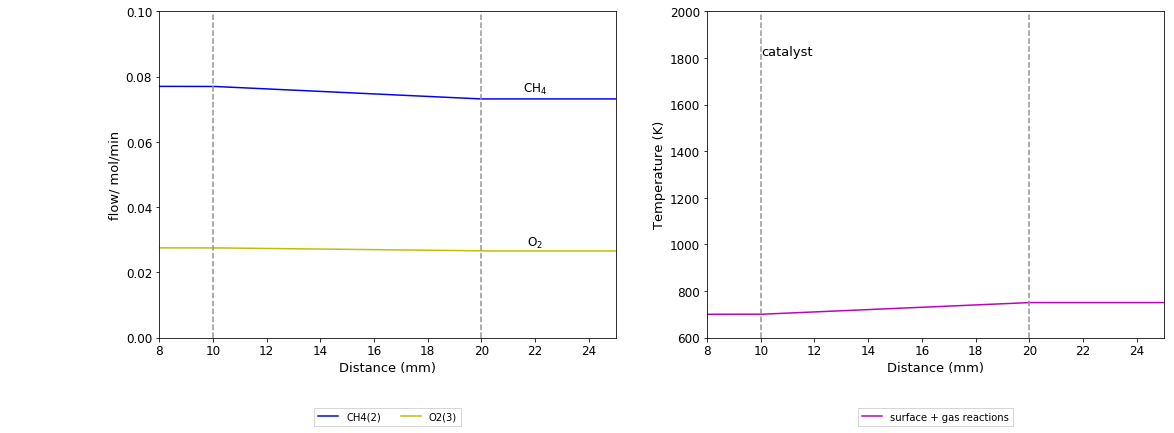 0.10
0.08
0.06
0.04
0.02
0.00
flow/ mol/min
CH4
O2
8 10 12 14 16 18 20 22 24
Distance (mm)
CH4(2) O2(3)
2000
1800
1600
1400
1200
1000
800
600
Temperature (K)
catalyst
8 10 12 14 16 18 20 22 24
Distance (mm)
surface + gas reactions